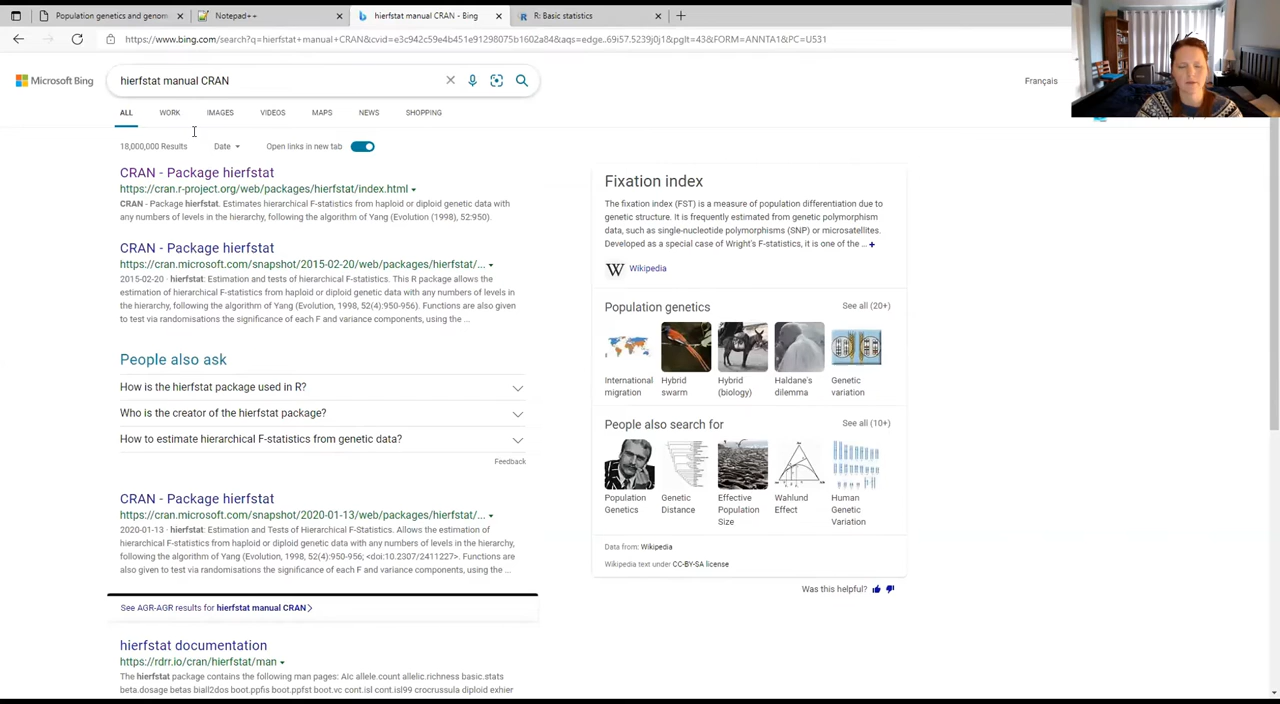 Population genetics and genom
Notepad++
hierfstat manual CRAN - Bing
R: Basic statistics
https://www.bing.com/search?q=hierfstat+manual+CRAN&cvid=e3c942c59e4b451e91298075b1602a84&aqs=edge..69i57.5239j0j1&pglt=43&FORM=ANNTA1&PC=U531
Microsoft Bing
hierfstat manual CRAN
Français
ALL WORK IMAGES VIDEOS MAPS NEWS SHOPPING
18,000,000 Results Date Open links in new tab
CRAN - Package hierfstat
https://cran.r-project.org/web/packages/hierfstat/index.html
CRAN - Package hierfstat. Estimates hierarchical F-statistics from haploid or diploid genetic data with
any numbers of levels in the hierarchy, following the algorithm of Yang (Evolution (1998), 52:950).
CRAN - Package hierfstat
https://cran.microsoft.com/snapshot/2015-02-20/web/packages/hierfstat/...
2015-02-20 · hierfstat: Estimation and tests of hierarchical F-statistics. This R package allows the
estimation of hierarchical F-statistics from haploid or diploid genetic data with any numbers of levels in
the hierarchy, following the algorithm of Yang (Evolution, 1998, 52(4):950-956). Functions are also given
to test via randomisations the significance of each F and variance components, using the ...
People also ask
How is the hierfstat package used in R?
Who is the creator of the hierfstat package?
How to estimate hierarchical F-statistics from genetic data?
Feedback
CRAN - Package hierfstat
https://cran.microsoft.com/snapshot/2020-01-13/web/packages/hierfstat/...
2020-01-13 · hierfstat: Estimation and Tests of Hierarchical F-Statistics. Allows the estimation of
hierarchical F-statistics from haploid or diploid genetic data with any numbers of levels in the hierarchy,
following the algorithm of Yang (Evolution, 1998, 52(4):950-956; <doi:10.2307/2411227>. Functions are
also given to test via randomisations the significance of each F and variance components, using the ...
See AGR-AGR results for hierfstat manual CRAN
hierfstat documentation
https://rdrr.io/cran/hierfstat/man
The hierfstat package contains the following man pages: AIc allele.count allelic.richness basic.stats
beta.dosage betas biall2dos boot.ppfis boot.ppfst boot.vc cont.isl cont.isl99 crocrussula diploid exhier
Fixation index
The fixation index (FST) is a measure of population differentiation due to
genetic structure. It is frequently estimated from genetic polymorphism
data, such as single-nucleotide polymorphisms (SNP) or microsatellites.
Developed as a special case of Wright's F-statistics, it is one of the ... +
W Wikipedia
Population genetics See all (20+)
International migration
Hybrid swarm
Hybrid (biology)
Haldane's dilemma
Genetic variation
People also search for See all (10+)
Population Genetics
Genetic Distance
Effective Population Size
Wahlund Effect
Human Genetic Variation
Data from: Wikipedia
Wikipedia text under CC-BY-SA license
Was this helpful?